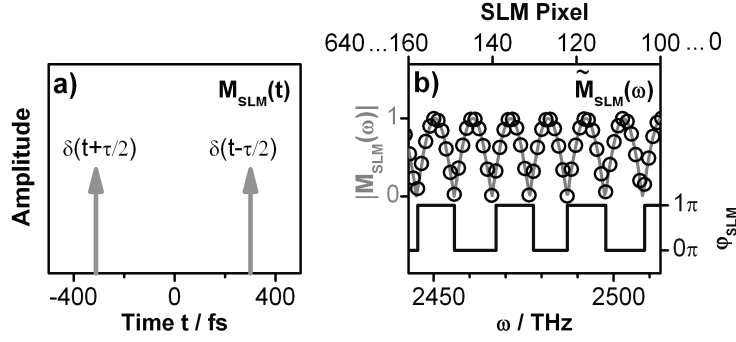 SLM Pixel
640 ... 160 140 120 100 ... 0
a) M_SLM(t)
b) M̃_SLM(ω)
δ(t+τ/2) δ(t-τ/2)
Amplitude
|M_SLM(ω)|
1
0
1π
0π
φ_SLM
-400 0 400
2450 2500
Time t / fs
ω / THz